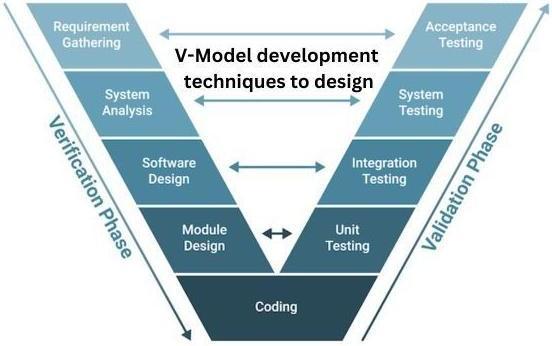 Requirement
Gathering
Acceptance
Testing
V-Model development
techniques to design
System
Analysis
System
Testing
Software
Design
Integration
Testing
Module
Design
Unit
Testing
Coding
Verification Phase
Validation Phase